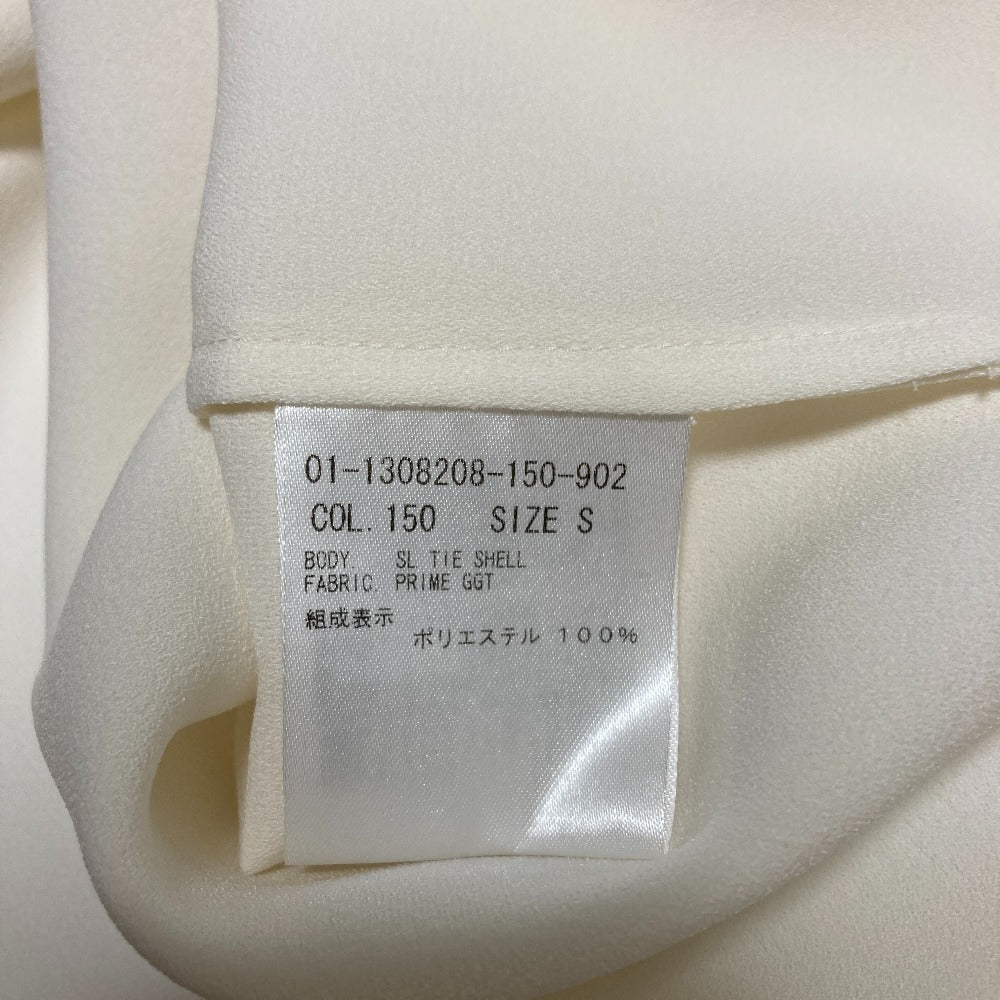 01-1308208-150-902
COL. 150 SIZE S
BODY. SL TIE SHELL
FABRIC. PRIME GGT
組成表示
ポリエステル １００％